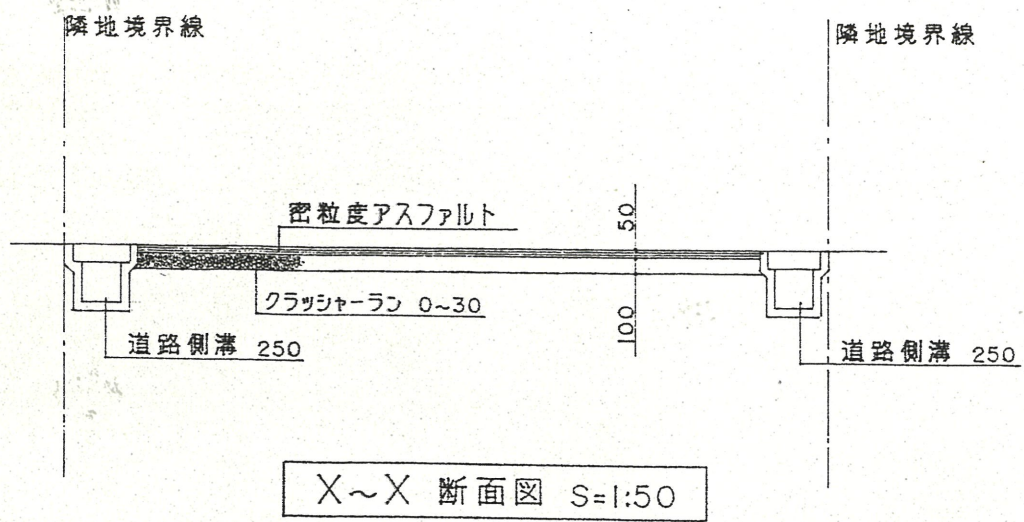 隣地境界線
隣地境界線
密粒度アスファルト
50
クラッシャーラン 0~30
100
道路側溝 250
道路側溝 250
X~X 断面図 S=1:50